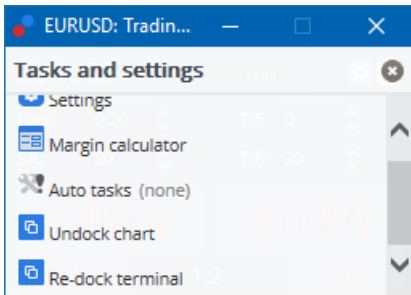 EURUSD: Tradin...
Tasks and settings
Settings
Margin calculator
Auto tasks (none)
Undock chart
Re-dock terminal